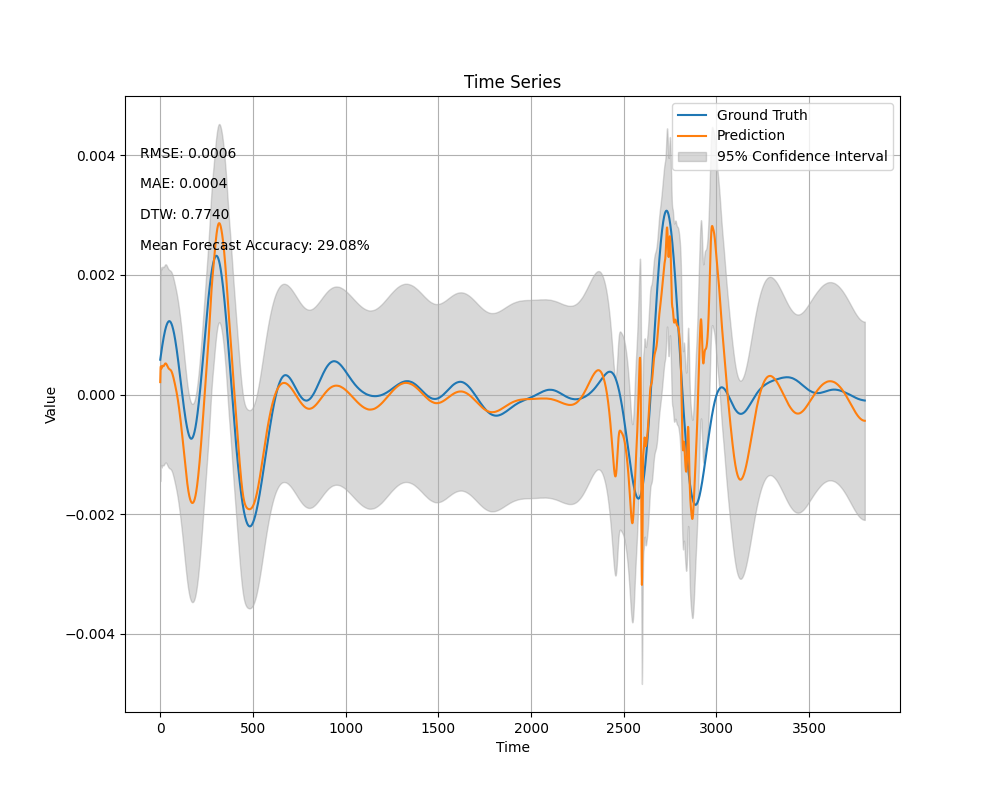 Time Series
Ground Truth
Prediction
95% Confidence Interval
RMSE: 0.0006
MAE: 0.0004
DTW: 0.7740
Mean Forecast Accuracy: 29.08%
Value
0.004
0.002
0.000
−0.002
−0.004
0 500 1000 1500 2000 2500 3000 3500
Time